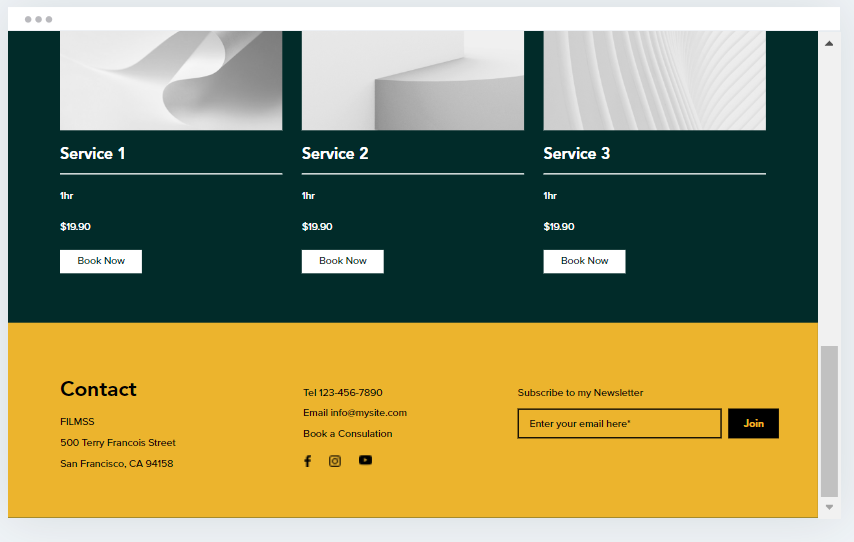 Service 1
1hr
$19.90
Book Now
Service 2
1hr
$19.90
Book Now
Service 3
1hr
$19.90
Book Now
Contact
FILMSS
500 Terry Francois Street
San Francisco, CA 94158
Tel 123-456-7890
Email info@mysite.com
Book a Consulation
Subscribe to my Newsletter
Enter your email here*
Join